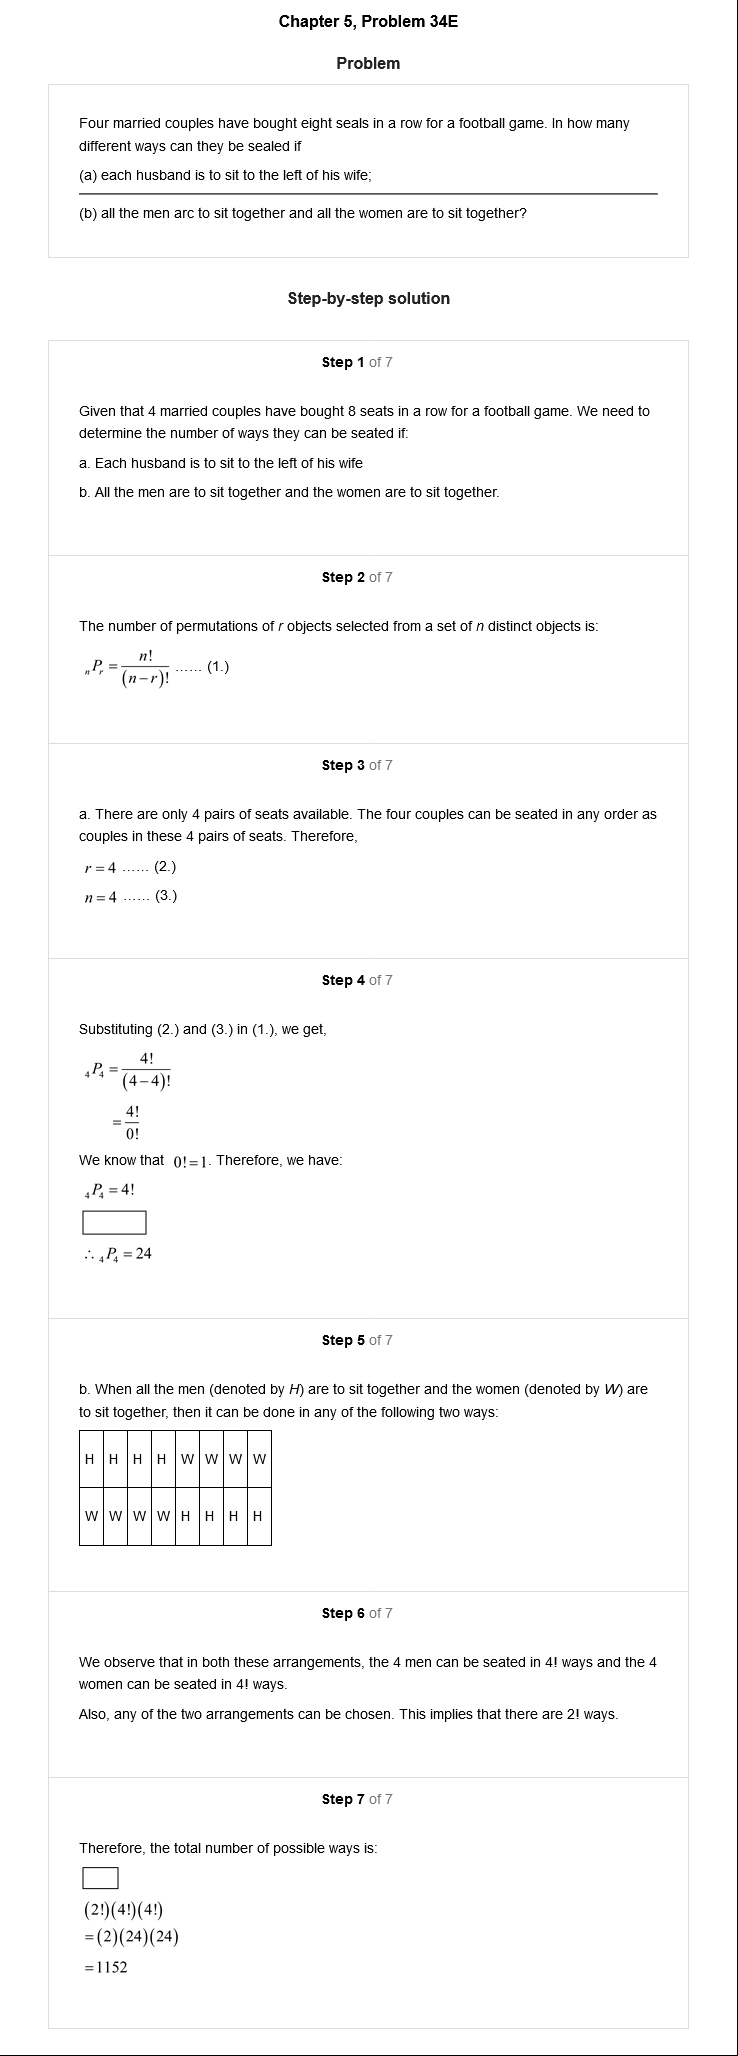 Chapter 5, Problem 34E
Problem
Four married couples have bought eight seals in a row for a football game. In how many
different ways can they be sealed if
(a) each husband is to sit to the left of his wife;
(b) all the men arc to sit together and all the women are to sit together?
Step-by-step solution
Step 1 of 7
Given that 4 married couples have bought 8 seats in a row for a football game. We need to
determine the number of ways they can be seated if:
a. Each husband is to sit to the left of his wife
b. All the men are to sit together and the women are to sit together.
Step 2 of 7
The number of permutations of r objects selected from a set of n distinct objects is:
ₙPᵣ = n!/(n−r)! ...... (1.)
Step 3 of 7
a. There are only 4 pairs of seats available. The four couples can be seated in any order as
couples in these 4 pairs of seats. Therefore,
r = 4 ...... (2.)
n = 4 ...... (3.)
Step 4 of 7
Substituting (2.) and (3.) in (1.), we get,
₄P₄ = 4!/(4−4)!
= 4!/0!
We know that 0!=1. Therefore, we have:
₄P₄ = 4!
∴ ₄P₄ = 24
Step 5 of 7
b. When all the men (denoted by H) are to sit together and the women (denoted by W) are
to sit together, then it can be done in any of the following two ways:
H H H H W W W W
W W W W H H H H
Step 6 of 7
We observe that in both these arrangements, the 4 men can be seated in 4! ways and the 4
women can be seated in 4! ways.
Also, any of the two arrangements can be chosen. This implies that there are 2! ways.
Step 7 of 7
Therefore, the total number of possible ways is:
(2!)(4!)(4!)
=(2)(24)(24)
=1152